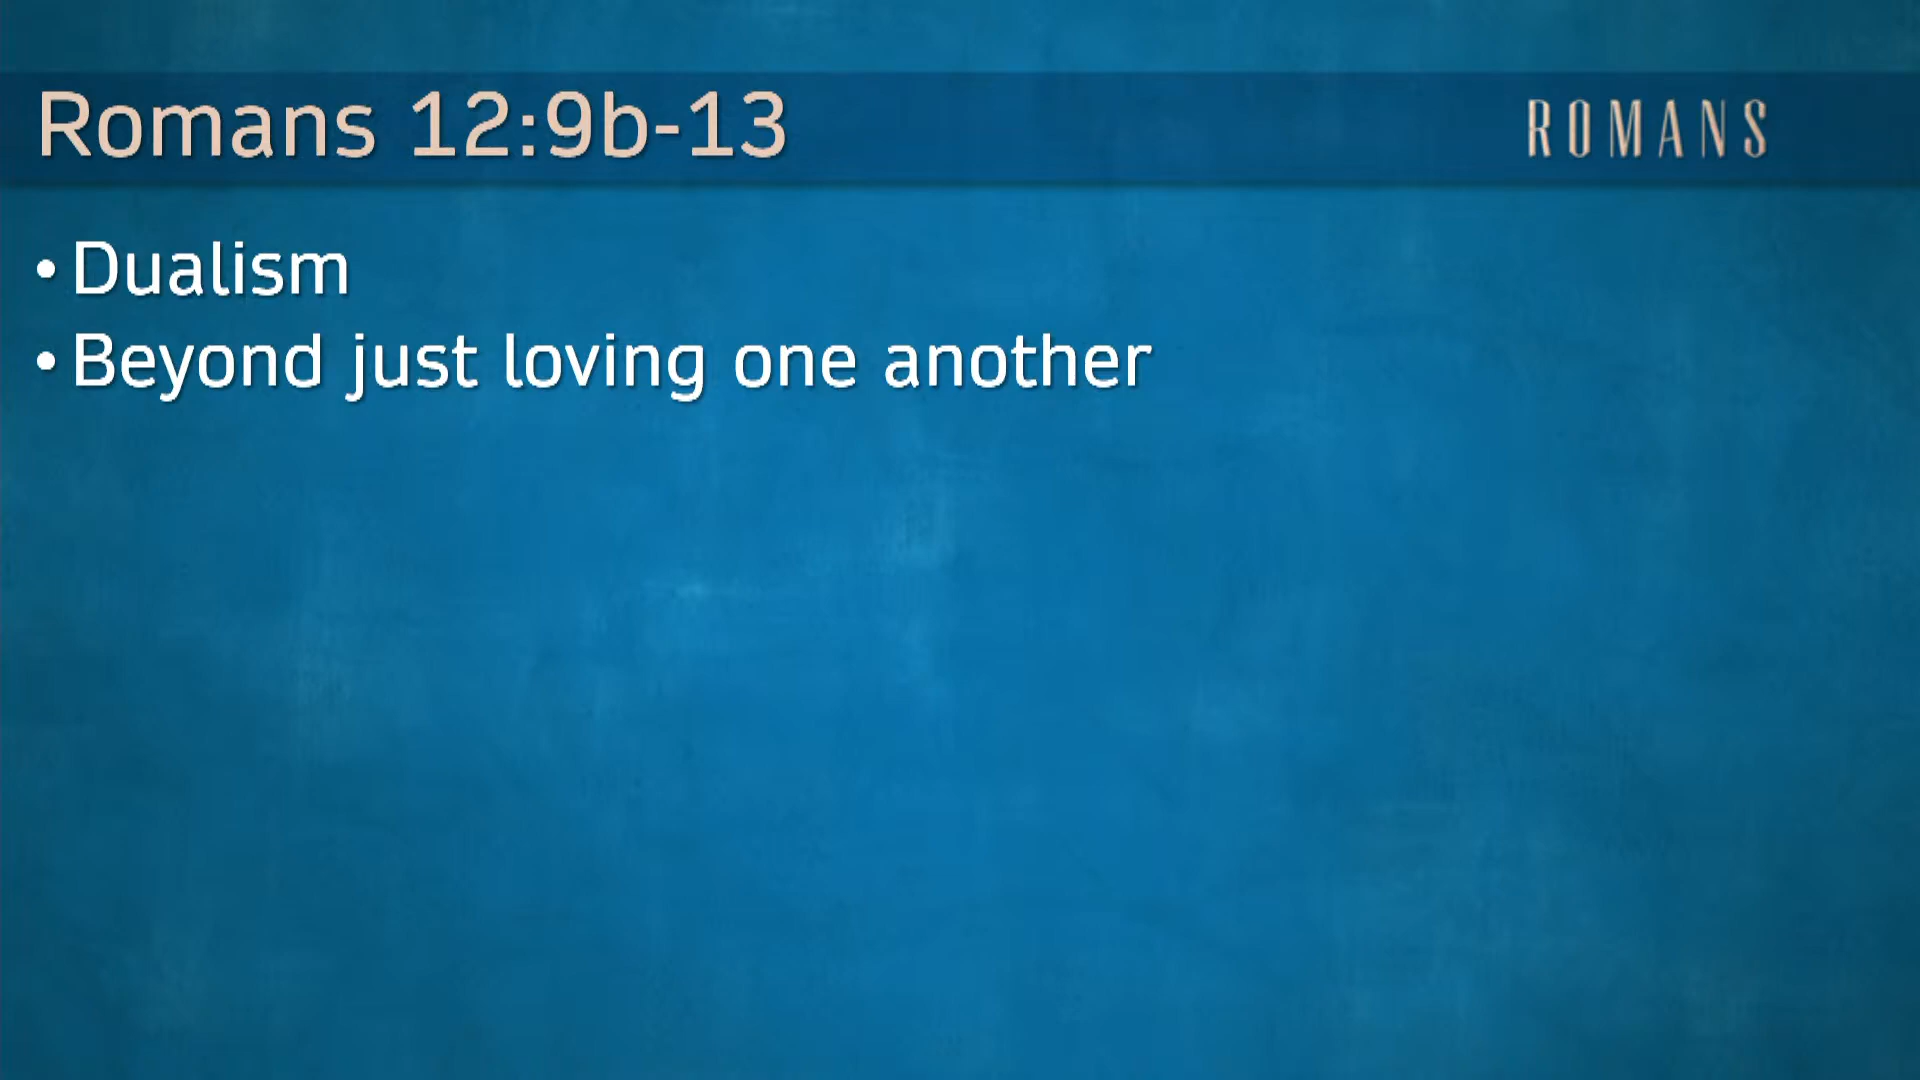 Romans 12:9b-13
ROMANS
• Dualism
• Beyond just loving one another